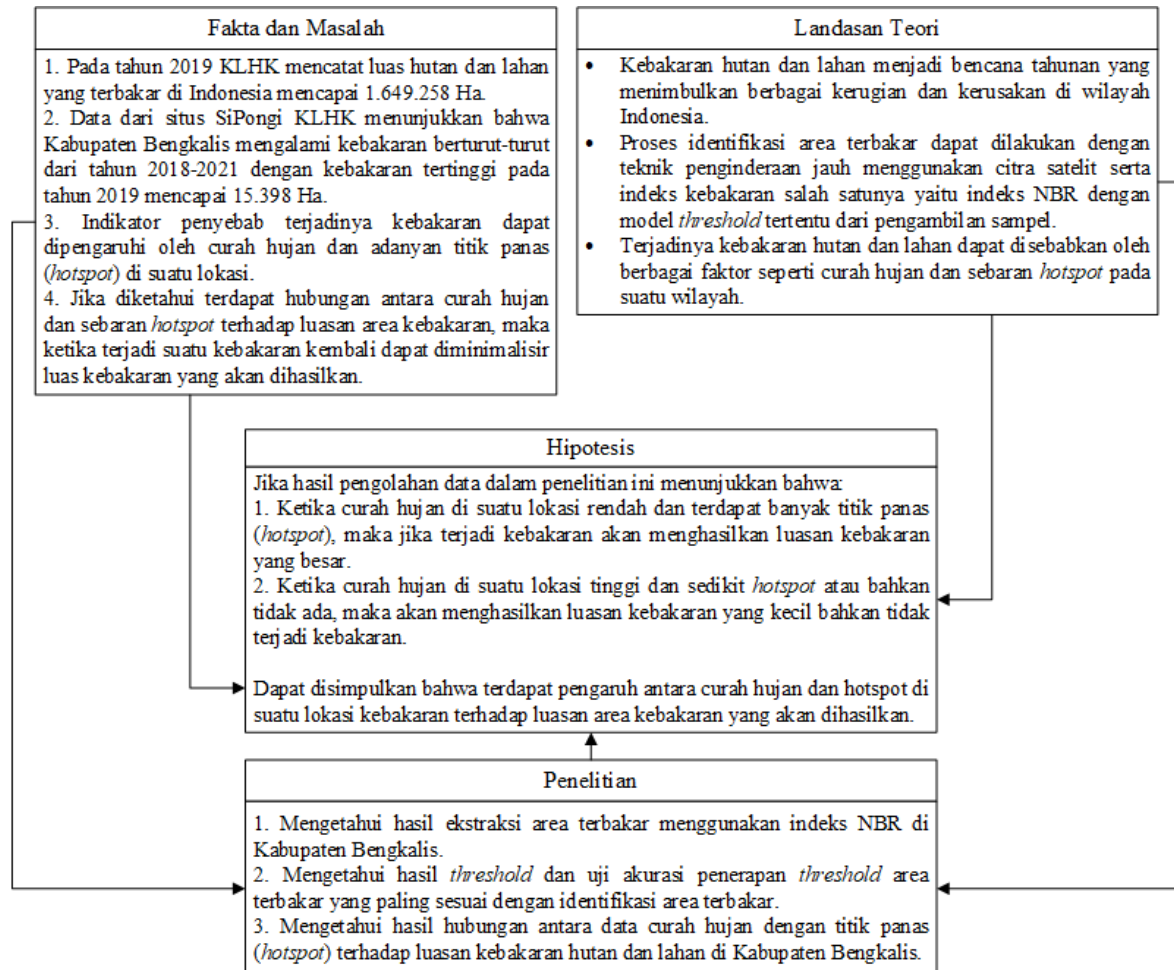 Fakta dan Masalah
1. Pada tahun 2019 KLHK mencatat luas hutan dan lahan
yang terbakar di Indonesia mencapai 1.649.258 Ha.
2. Data dari situs SiPongi KLHK menunjukkan bahwa
Kabupaten Bengkalis mengalami kebakaran berturut-turut
dari tahun 2018-2021 dengan kebakaran tertinggi pada
tahun 2019 mencapai 15.398 Ha.
3. Indikator penyebab terjadinya kebakaran dapat
dipengaruhi oleh curah hujan dan adanyan titik panas
(hotspot) di suatu lokasi.
4. Jika diketahui terdapat hubungan antara curah hujan
dan sebaran hotspot terhadap luasan area kebakaran, maka
ketika terjadi suatu kebakaran kembali dapat diminimalisir
luas kebakaran yang akan dihasilkan.
Landasan Teori
• Kebakaran hutan dan lahan menjadi bencana tahunan yang
menimbulkan berbagai kerugian dan kerusakan di wilayah
Indonesia.
• Proses identifikasi area terbakar dapat dilakukan dengan
teknik penginderaan jauh menggunakan citra satelit serta
indeks kebakaran salah satunya yaitu indeks NBR dengan
model threshold tertentu dari pengambilan sampel.
• Terjadinya kebakaran hutan dan lahan dapat disebabkan oleh
berbagai faktor seperti curah hujan dan sebaran hotspot pada
suatu wilayah.
Hipotesis
Jika hasil pengolahan data dalam penelitian ini menunjukkan bahwa:
1. Ketika curah hujan di suatu lokasi rendah dan terdapat banyak titik panas
(hotspot), maka jika terjadi kebakaran akan menghasilkan luasan kebakaran
yang besar.
2. Ketika curah hujan di suatu lokasi tinggi dan sedikit hotspot atau bahkan
tidak ada, maka akan menghasilkan luasan kebakaran yang kecil bahkan tidak
terjadi kebakaran.
Dapat disimpulkan bahwa terdapat pengaruh antara curah hujan dan hotspot di
suatu lokasi kebakaran terhadap luasan area kebakaran yang akan dihasilkan.
Penelitian
1. Mengetahui hasil ekstraksi area terbakar menggunakan indeks NBR di
Kabupaten Bengkalis.
2. Mengetahui hasil threshold dan uji akurasi penerapan threshold area
terbakar yang paling sesuai dengan identifikasi area terbakar.
3. Mengetahui hasil hubungan antara data curah hujan dengan titik panas
(hotspot) terhadap luasan kebakaran hutan dan lahan di Kabupaten Bengkalis.